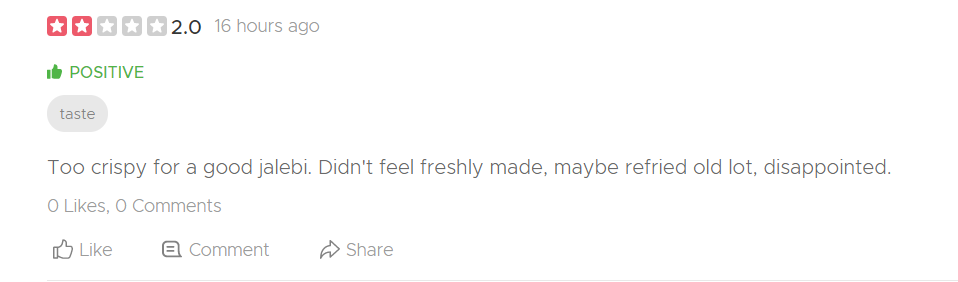 2.0 16 hours ago
POSITIVE
taste
Too crispy for a good jalebi. Didn't feel freshly made, maybe refried old lot, disappointed.
0 Likes, 0 Comments
Like Comment Share